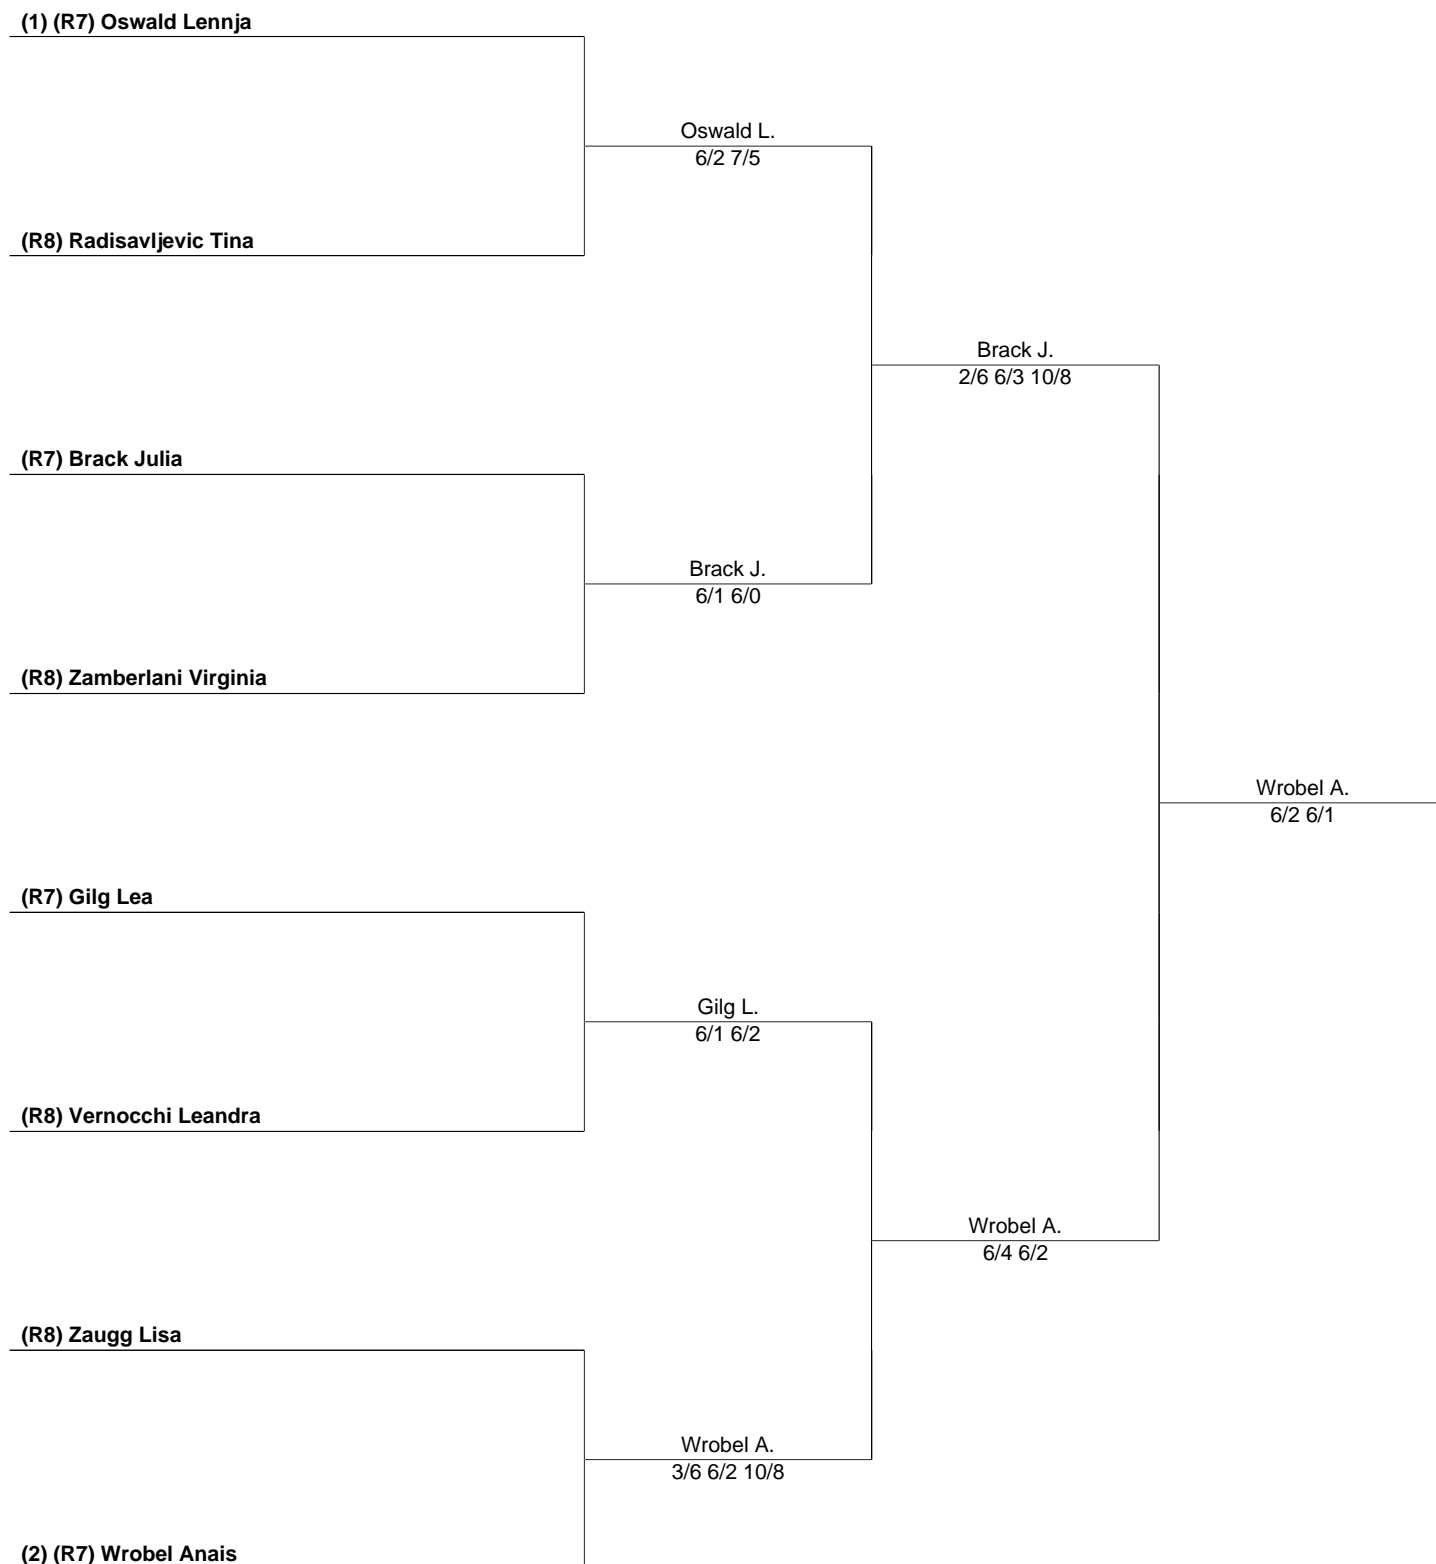 (1) (R7) Oswald Lennja
Oswald L.
6/2 7/5
(R8) Radisavljevic Tina
Brack J.
2/6 6/3 10/8
(R7) Brack Julia
Brack J.
6/1 6/0
(R8) Zamberlani Virginia
Wrobel A.
6/2 6/1
(R7) Gilg Lea
Gilg L.
6/1 6/2
(R8) Vernocchi Leandra
Wrobel A.
6/4 6/2
(R8) Zaugg Lisa
Wrobel A.
3/6 6/2 10/8
(2) (R7) Wrobel Anais